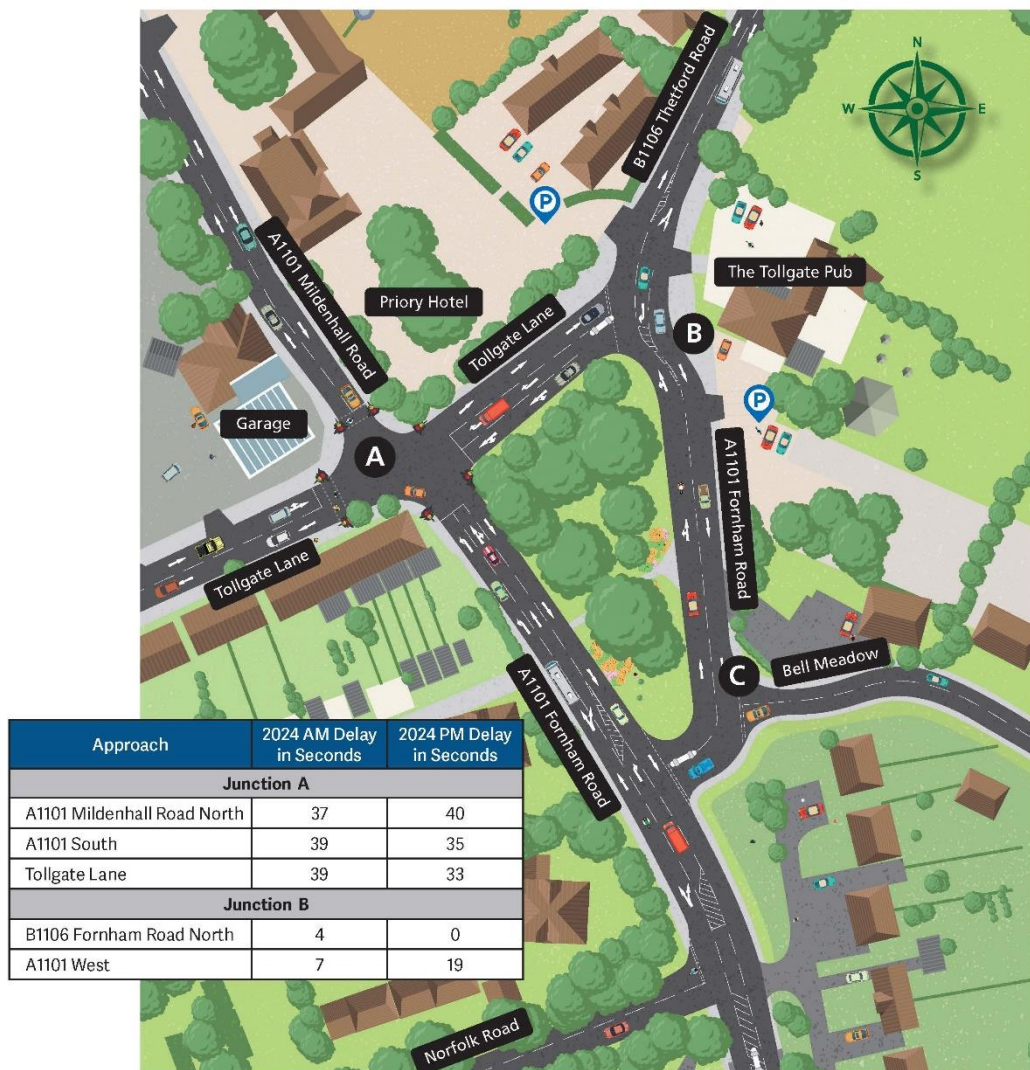 N
W E
S
B1106 Thetford Road
P
A1101 Mildenhall Road
Priory Hotel
Tollgate Lane
The Tollgate Pub
B
P
Garage
A
A1101 Fornham Road
Tollgate Lane
Bell Meadow
C
A1101 Fornham Road
Approach 2024 AM Delay in Seconds 2024 PM Delay in Seconds
Junction A
A1101 Mildenhall Road North 37 40
A1101 South 39 35
Tollgate Lane 39 33
Junction B
B1106 Fornham Road North 4 0
A1101 West 7 19
Norfolk Road